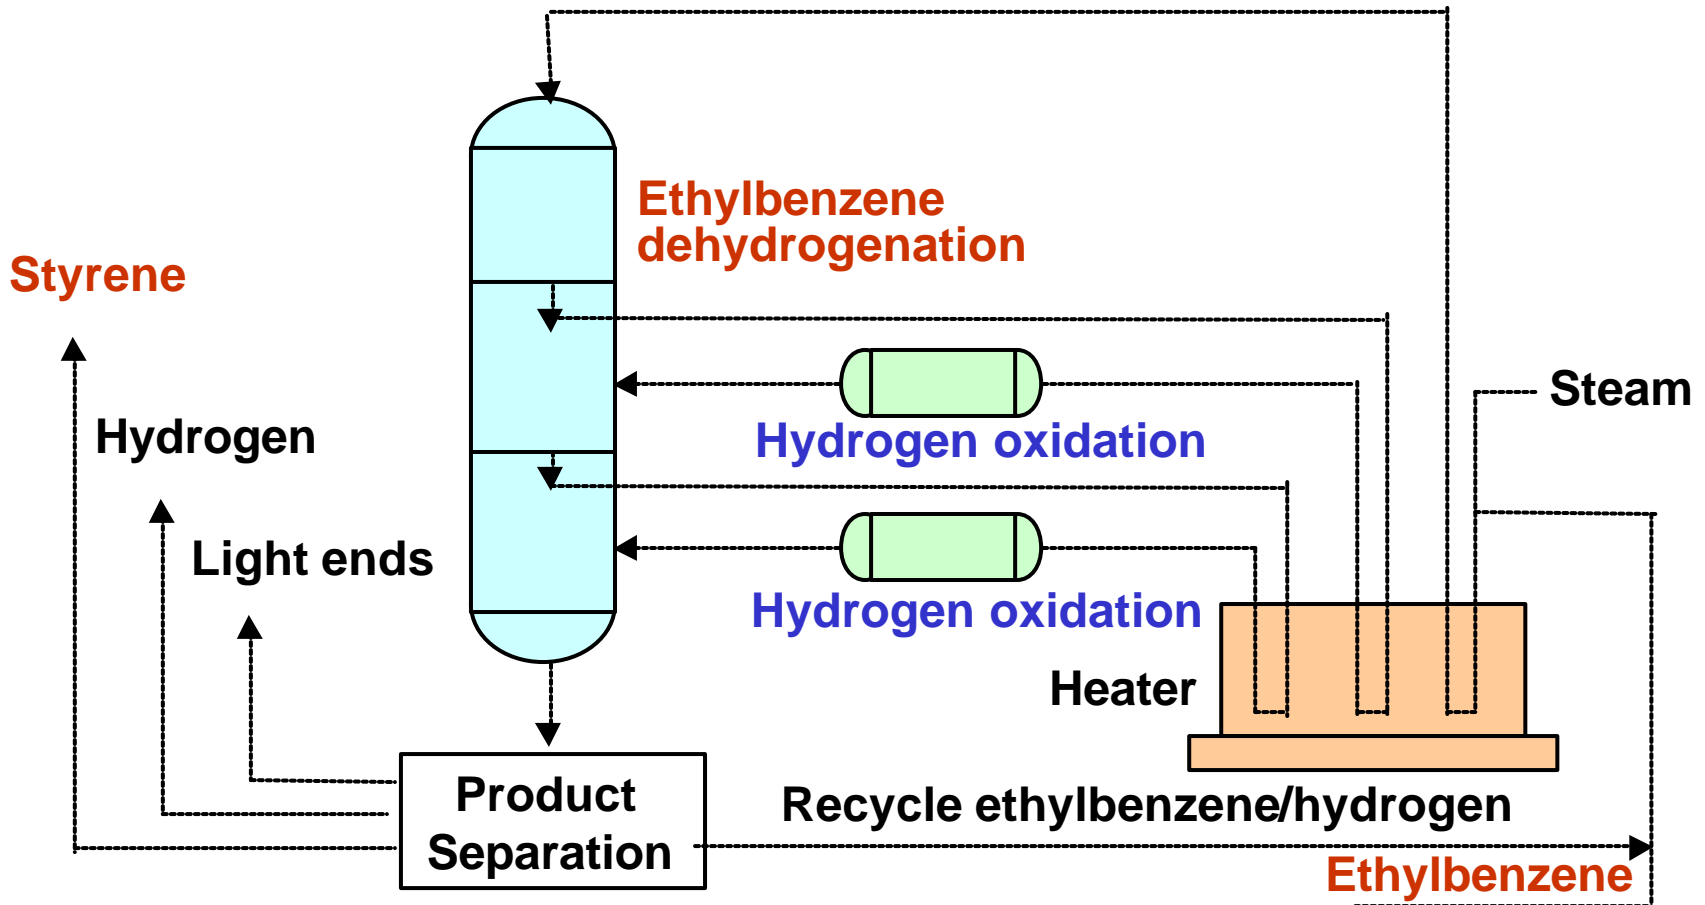 Ethylbenzene
dehydrogenation
Styrene
Steam
Hydrogen
Hydrogen oxidation
Light ends
Hydrogen oxidation
Heater
Product
Separation
Recycle ethylbenzene/hydrogen
Ethylbenzene